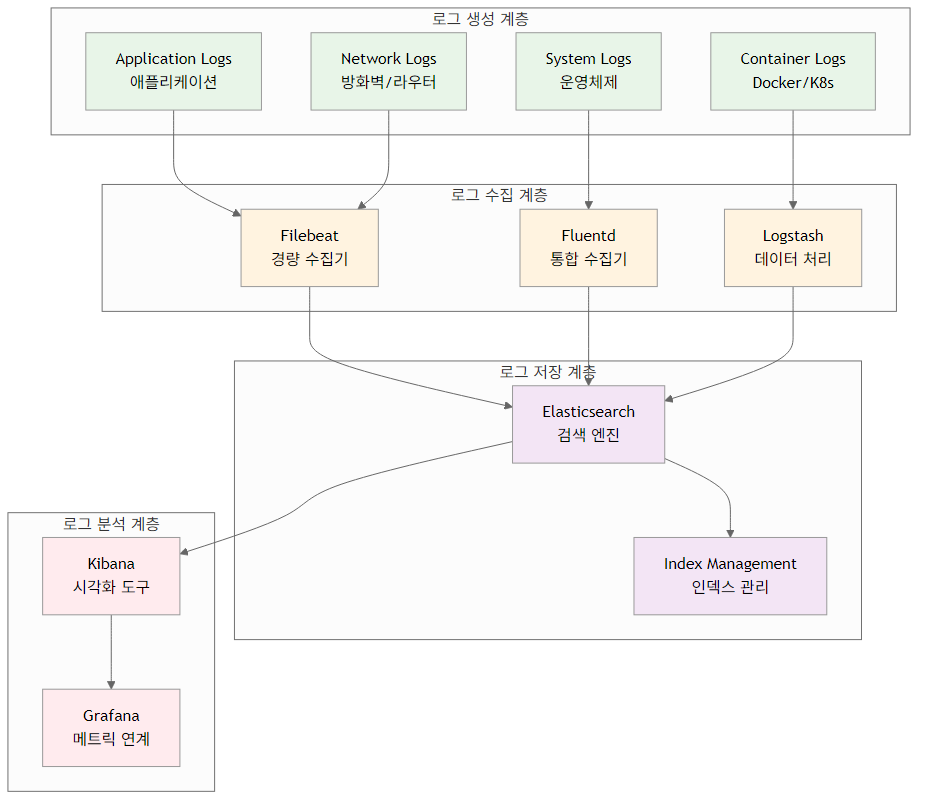 로그 생성 계층
Application Logs
애플리케이션
Network Logs
방화벽/라우터
System Logs
운영체제
Container Logs
Docker/K8s
로그 수집 계층
Filebeat
경량 수집기
Fluentd
통합 수집기
Logstash
데이터 처리
로그 저장 계층
Elasticsearch
검색 엔진
로그 분석 계층
Kibana
시각화 도구
Index Management
인덱스 관리
Grafana
메트릭 연계